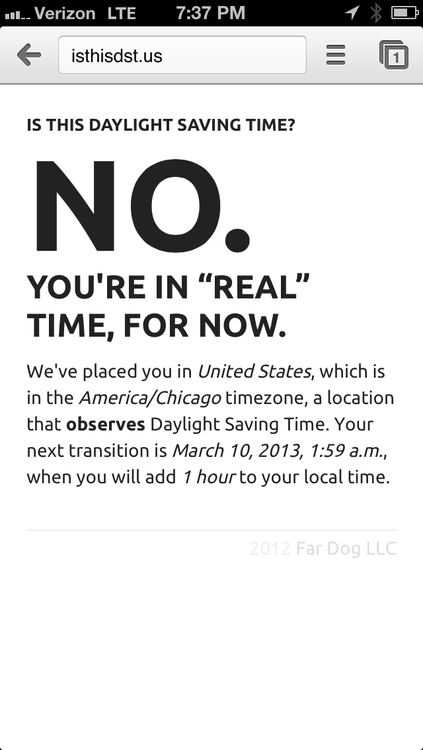 Verizon LTE 7:37 PM
isthisdst.us 1
IS THIS DAYLIGHT SAVING TIME?
NO.
YOU'RE IN “REAL”
TIME, FOR NOW.
We've placed you in United States, which is
in the America/Chicago timezone, a location
that observes Daylight Saving Time. Your
next transition is March 10, 2013, 1:59 a.m.,
when you will add 1 hour to your local time.
2012 Far Dog LLC